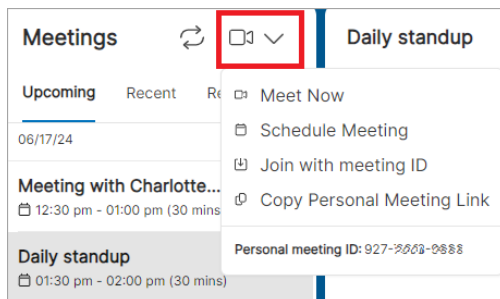 Meetings
Daily standup
Upcoming Recent
Meet Now
Schedule Meeting
Join with meeting ID
Copy Personal Meeting Link
Personal meeting ID: 927-
06/17/24
Meeting with Charlotte...
12:30 pm - 01:00 pm (30 mins
Daily standup
01:30 pm - 02:00 pm (30 mins)